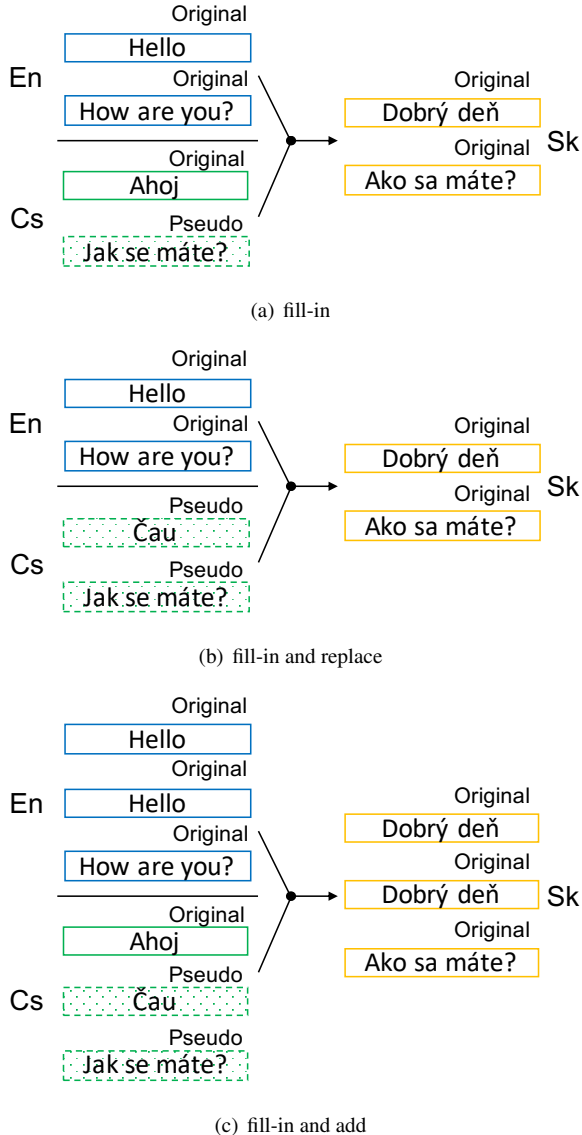 Original
Hello
En
Original
How are you?
Original
Ahoj
Cs
Pseudo
Jak se máte?
Original
Dobrý deň
Original
Sk
Ako sa máte?
(a) fill-in
Original
Hello
En
Original
How are you?
Pseudo
Čau
Cs
Pseudo
Jak se máte?
Original
Dobrý deň
Original
Sk
Ako sa máte?
(b) fill-in and replace
Original
Hello
Original
En
Hello
Original
How are you?
Original
Ahoj
Pseudo
Cs
Čau
Pseudo
Jak se máte?
Original
Dobrý deň
Original
Dobrý deň
Sk
Original
Ako sa máte?
(c) fill-in and add